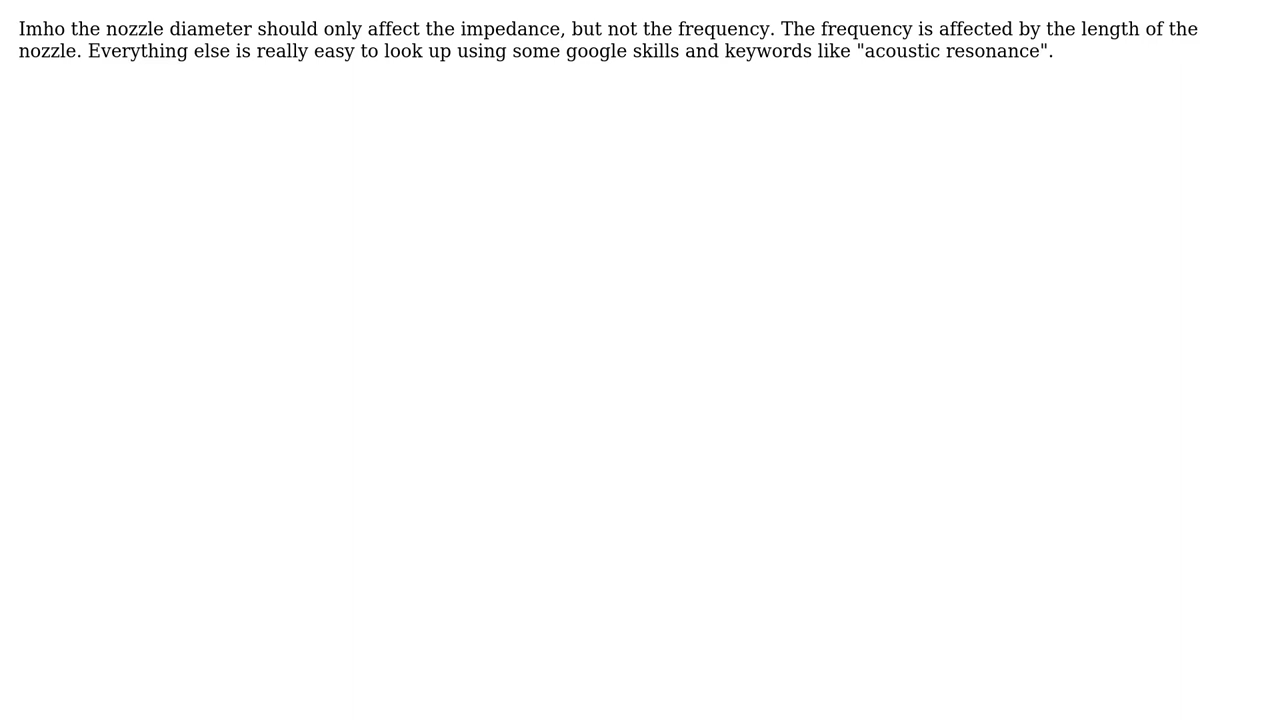 Imho the nozzle diameter should only affect the impedance, but not the frequency. The frequency is affected by the length of the
nozzle. Everything else is really easy to look up using some google skills and keywords like "acoustic resonance".